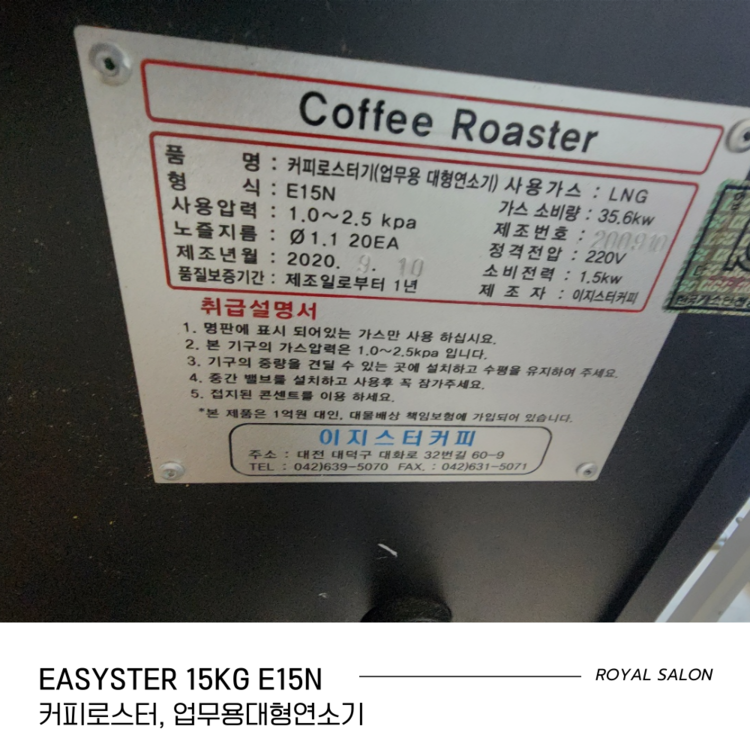 Coffee Roaster
품 명 : 커피로스터기(업무용 대형연소기) 사용가스 : LNG
형 식 : E15N 가스 소비량 : 35.6kw
사용압력 : 1.0~2.5 kpa 제조번호 : 200910
노즐지름 : Ø1.1 20EA 정격전압 : 220V
제조년월 : 2020. 9. 10 소비전력 : 1.5kw
품질보증기간 : 제조일로부터 1년 제 조 자 : 이지스터커피
취급설명서
1. 명판에 표시 되어있는 가스만 사용 하십시요.
2. 본 기구의 가스압력은 1.0~2.5kpa 입니다.
3. 기구의 중량을 견딜 수 있는 곳에 설치하고 수평을 유지하여 주세요.
4. 중간 밸브를 설치하고 사용후 꼭 잠가주세요.
5. 접지된 콘센트를 이용 하세요.
*본 제품은 1억원 대인, 대물배상 책임보험에 가입되어 있습니다.
이지스터커피
주소 : 대전 대덕구 대화로 32번길 60-9
TEL : 042)639-5070 FAX. : 042)631-5071
EASYSTER 15KG E15N
ROYAL SALON
커피로스터, 업무용대형연소기